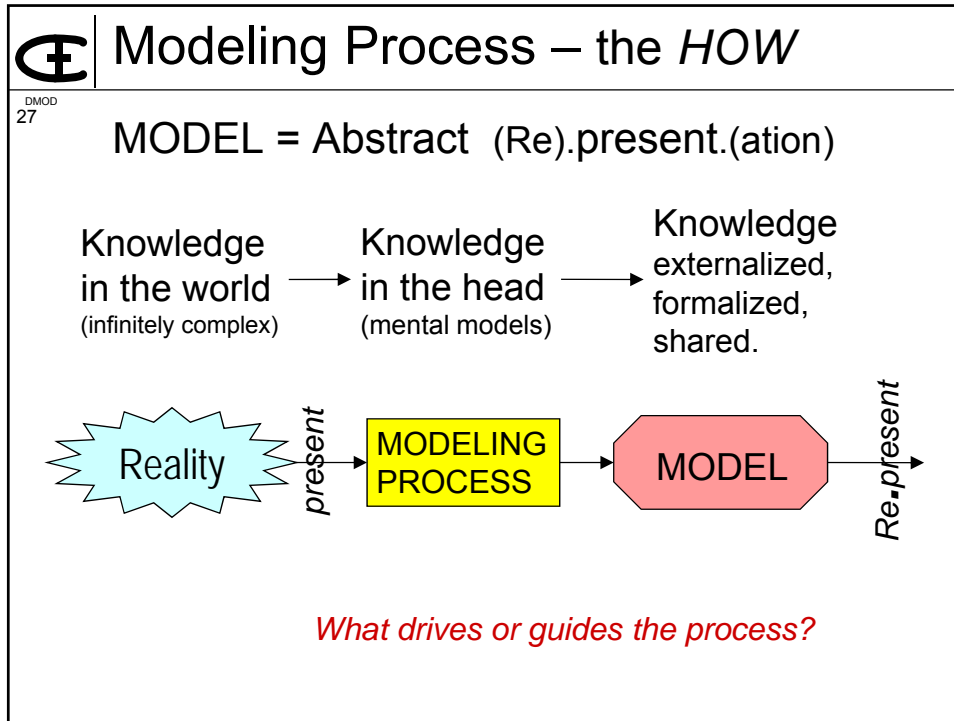 Modeling Process – the HOW
DMOD
27
MODEL = Abstract (Re).present.(ation)
Knowledge
in the world
(infinitely complex)
Knowledge
in the head
(mental models)
Knowledge
externalized,
formalized,
shared.
Reality
present
MODELING
PROCESS
MODEL
Re.present
What drives or guides the process?